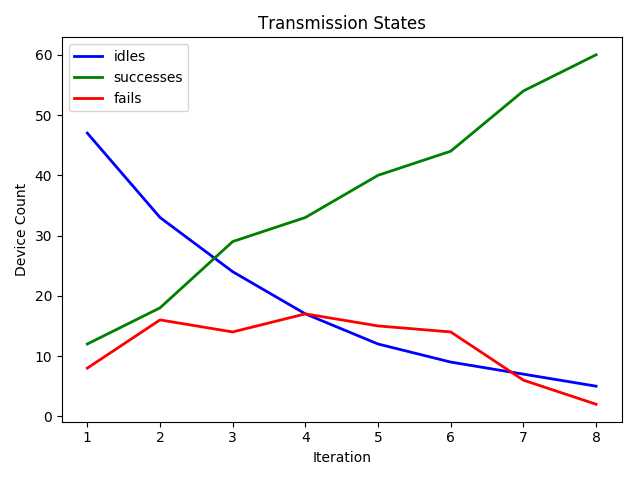 Transmission States
idles
successes
fails
Device Count
60
50
40
30
20
10
0
1 2 3 4 5 6 7 8
Iteration